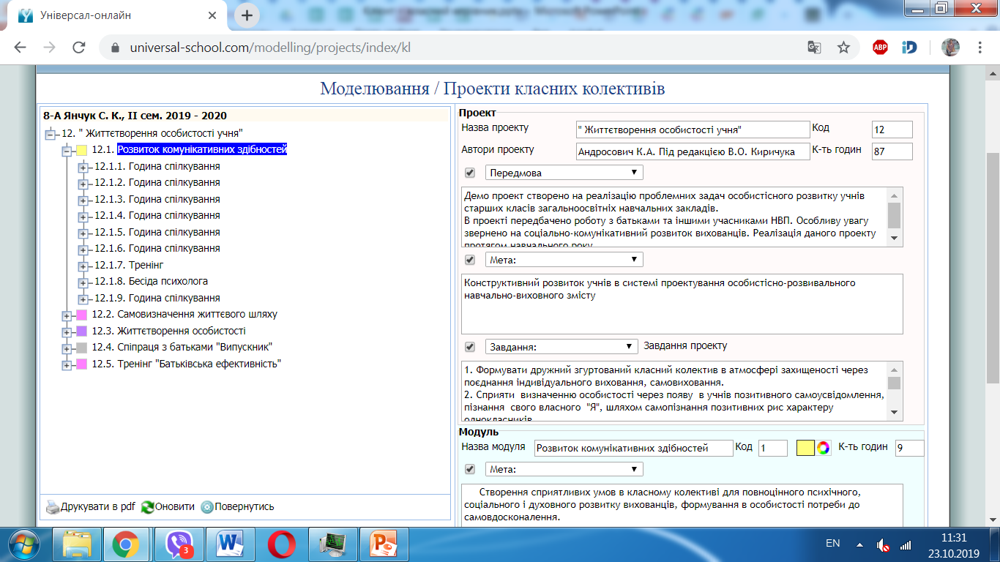 Універсал-онлайн
universal-school.com/modelling/projects/index/kl
ABP
Моделювання / Проекти класних колективів
8-А Янчук С. К., II сем. 2019 - 2020
12. " Життєтворення особистості учня"
12.1. Розвиток комунікативних здібностей
12.1.1. Година спілкування
12.1.2. Година спілкування
12.1.3. Година спілкування
12.1.4. Година спілкування
12.1.5. Година спілкування
12.1.6. Година спілкування
12.1.7. Тренінг
12.1.8. Бесіда психолога
12.1.9. Година спілкування
12.2. Самовизначення життєвого шляху
12.3. Життєтворення особистості
12.4. Спіпраця з батьками "Випускник"
12.5. Тренінг "Батьківська ефективність"
Друкувати в pdf Оновити Повернутись
Проект
Назва проекту " Життєтворення особистості учня" Код 12
Автори проекту Андросович К.А. Під редакцією В.О. Киричука К-ть годин 87
Передмова
Демо проект створено на реалізацію проблемних задач особистісного розвитку учнів
старших класів загальноосвітніх навчальних закладів.
В проекті передбачено роботу з батьками та іншими учасниками НВП. Особливу увагу
звернено на соціально-комунікативний розвиток вихованців. Реалізація даного проекту
протягом навчального року
Мета:
Конструктивний розвиток учнів в системі проектування особистісно-розвивального
навчально-виховного змісту
Завдання: Завдання проекту
1. Формувати дружний згуртований класний колектив в атмосфері захищеності через
поєднання індивідуального виховання, самовиховання.
2. Сприяти визначенню особистості через появу в учнів позитивного самоусвідомлення,
пізнання свого власного "Я", шляхом самопізнання позитивних рис характеру
однокласників
Модуль
Назва модуля Розвиток комунікативних здібностей Код 1 К-ть годин 9
Мета:
Створення сприятливих умов в класному колективі для повноцінного психічного,
соціального і духовного розвитку вихованців, формування в особистості потреби до
самовдосконалення.
3
EN
11:31
23.10.2019